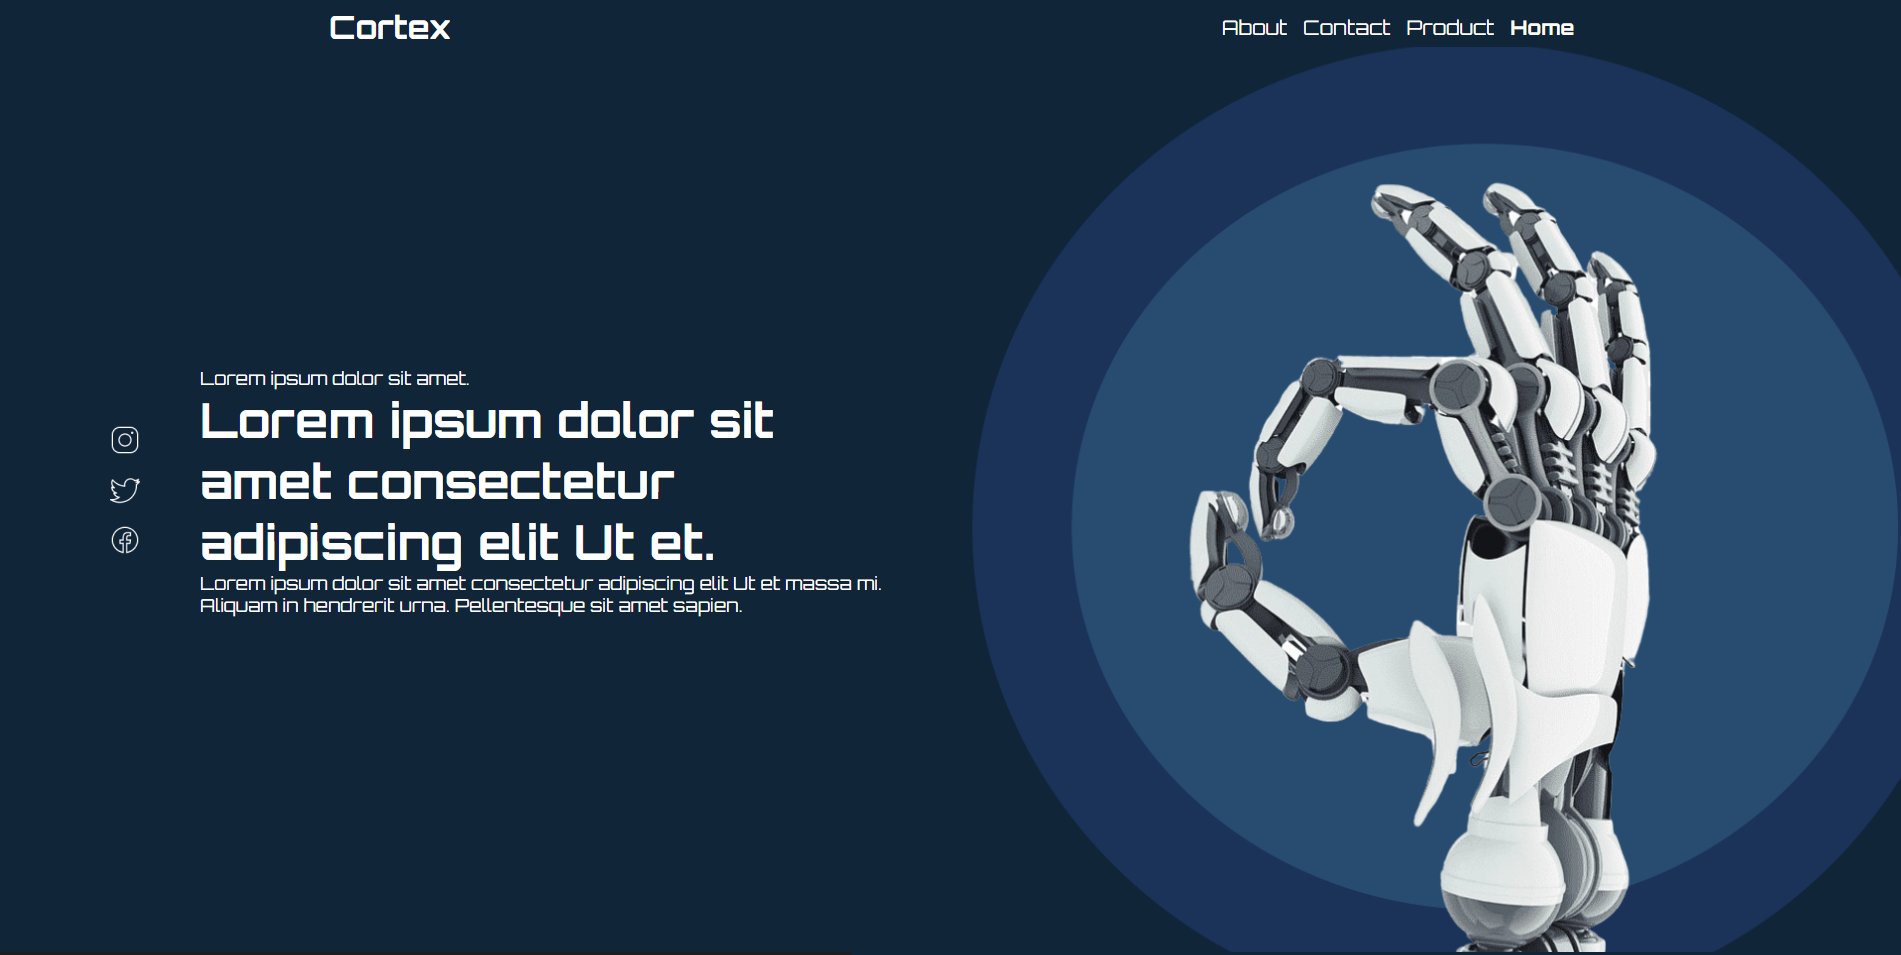 Cortex
About Contact Product Home
Lorem ipsum dolor sit amet.
Lorem ipsum dolor sit
amet consectetur
adipiscing elit Ut et.
Lorem ipsum dolor sit amet consectetur adipiscing elit Ut et massa mi.
Aliquam in hendrerit urna. Pellentesque sit amet sapien.